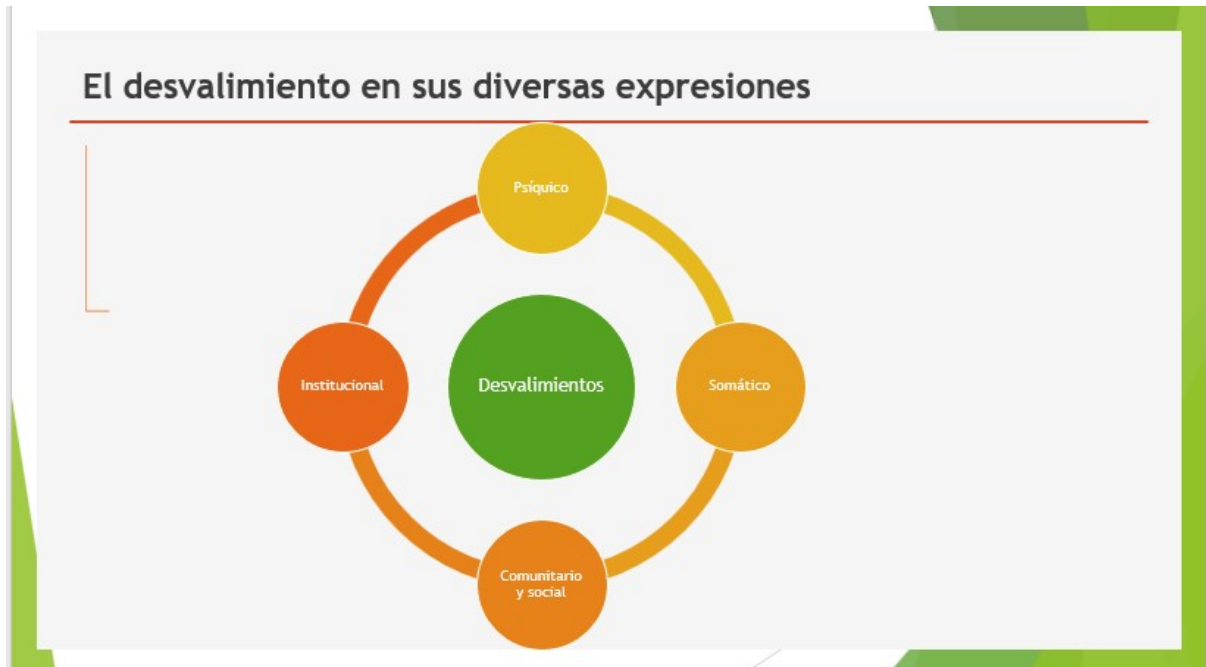 El desvalimiento en sus diversas expresiones
Psíquico
Institucional
Desvalimientos
Somático
Comunitario
y social